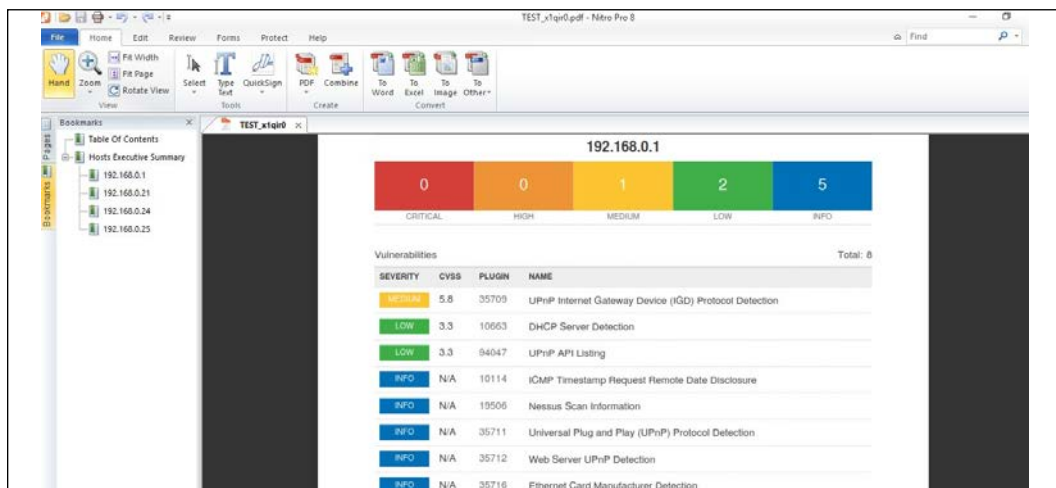 TEST_x1qir0.pdf - Nitro Pro 8
File Home Edit Review Forms Protect Help Find
Hand Zoom Fit Width Fit Page Rotate View Select Type Text QuickSign PDF Combine To Word To Excel To Image To Other
View Tools Create Convert
Bookmarks
TEST_x1qir0
Pages
Bookmarks
Table Of Contents
Hosts Executive Summary
192.168.0.1
192.168.0.21
192.168.0.24
192.168.0.25
192.168.0.1
0 0 1 2 5
CRITICAL HIGH MEDIUM LOW INFO
Vulnerabilities Total: 8
SEVERITY CVSS PLUGIN NAME
MEDIUM 5.8 35709 UPnP Internet Gateway Device (IGD) Protocol Detection
LOW 3.3 10663 DHCP Server Detection
LOW 3.3 94047 UPnP API Listing
INFO N/A 10114 ICMP Timestamp Request Remote Date Disclosure
INFO N/A 19506 Nessus Scan Information
INFO N/A 35711 Universal Plug and Play (UPnP) Protocol Detection
INFO N/A 35712 Web Server UPnP Detection
INFO N/A 35716 Ethernet Card Manufacturer Detection